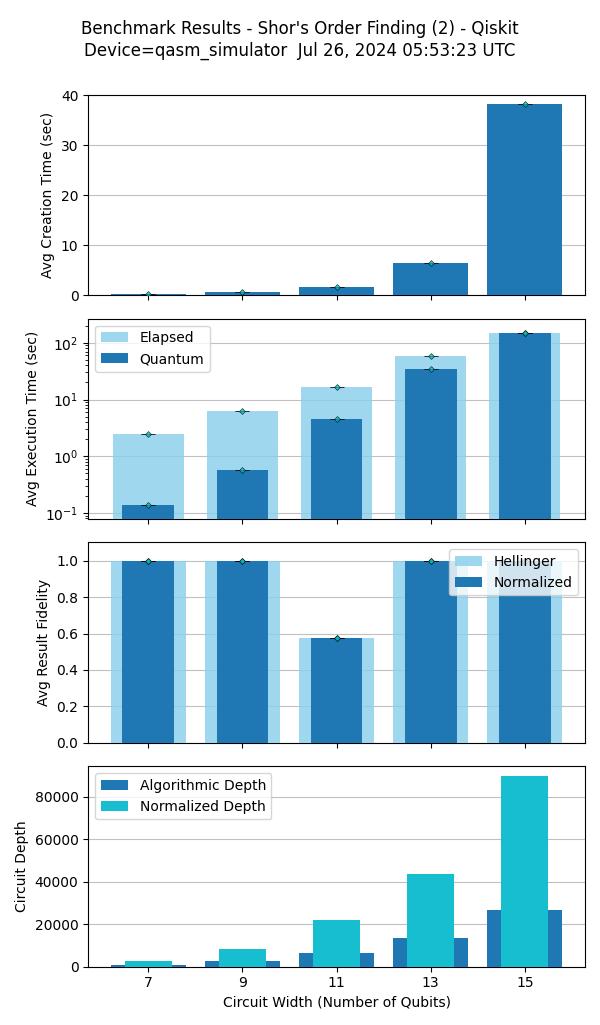 Benchmark Results - Shor's Order Finding (2) - Qiskit
Device=qasm_simulator  Jul 26, 2024 05:53:23 UTC
Avg Creation Time (sec)
40
30
20
10
0
Avg Execution Time (sec)
10²
10¹
10⁰
10⁻¹
Elapsed
Quantum
Avg Result Fidelity
1.0
0.8
0.6
0.4
0.2
0.0
Hellinger
Normalized
Circuit Depth
80000
60000
40000
20000
0
Algorithmic Depth
Normalized Depth
7 9 11 13 15
Circuit Width (Number of Qubits)